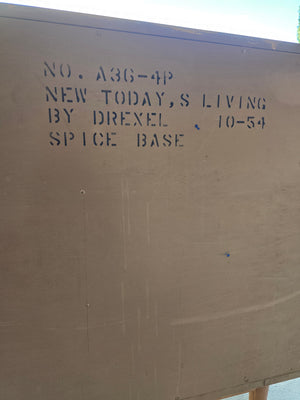 NO. A36-4P
NEW TODAY,S LIVING
BY DREXEL . 10-54
SPICE BASE